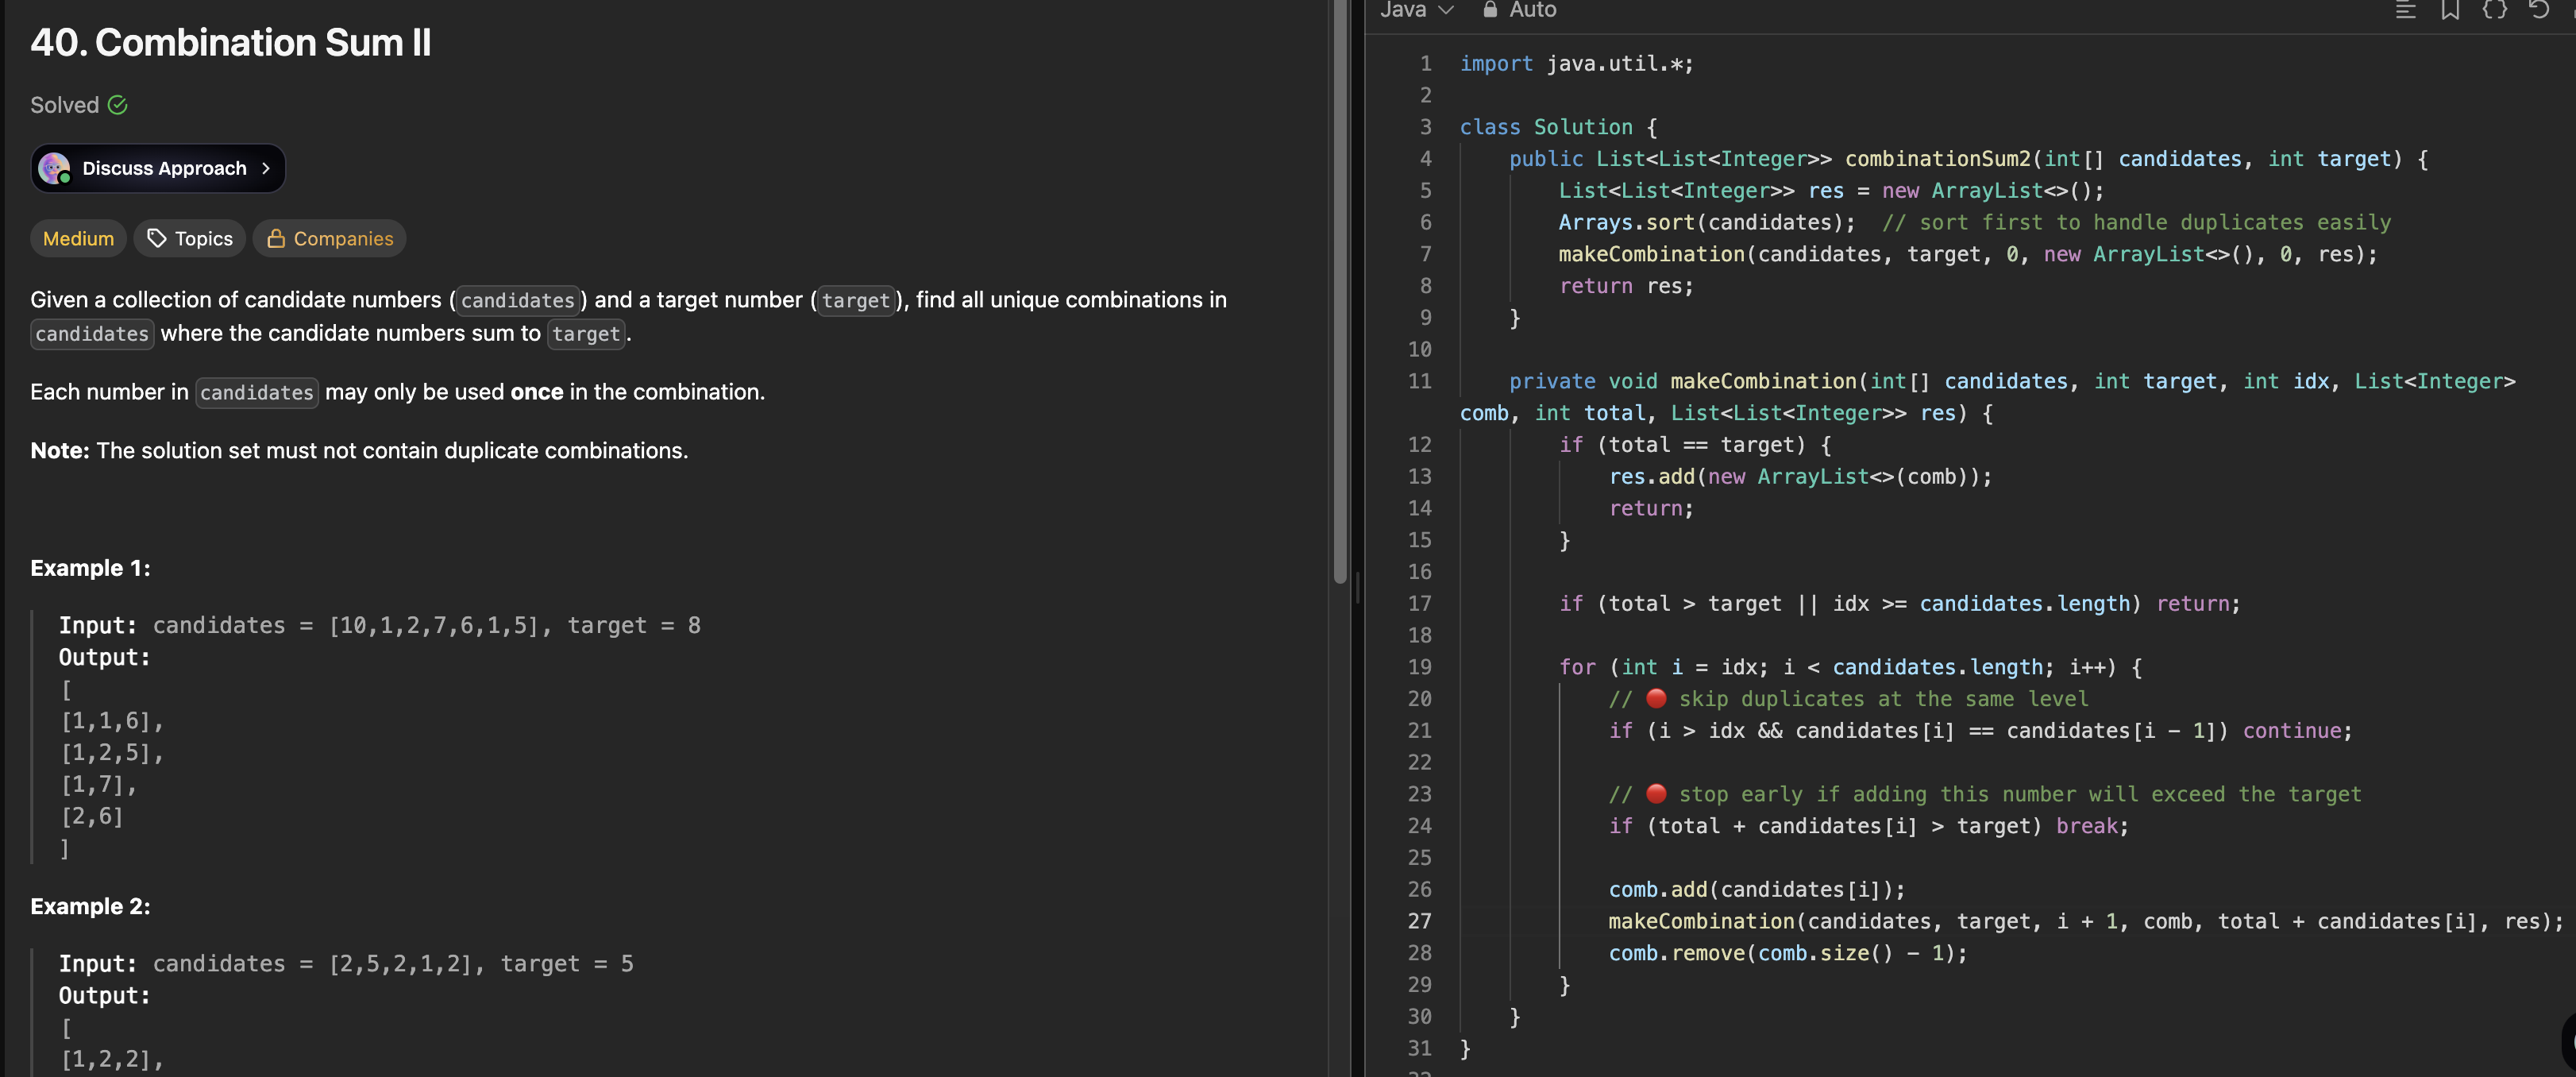 40. Combination Sum II
Solved
Discuss Approach
Medium Topics Companies
Given a collection of candidate numbers (candidates) and a target number (target), find all unique combinations in
candidates where the candidate numbers sum to target.
Each number in candidates may only be used once in the combination.
Note: The solution set must not contain duplicate combinations.
Example 1:
Input: candidates = [10,1,2,7,6,1,5], target = 8
Output:
[
[1,1,6],
[1,2,5],
[1,7],
[2,6]
]
Example 2:
Input: candidates = [2,5,2,1,2], target = 5
Output:
[
[1,2,2],
Java Auto
1 import java.util.*;
2
3 class Solution {
4 public List<List<Integer>> combinationSum2(int[] candidates, int target) {
5 List<List<Integer>> res = new ArrayList<>();
6 Arrays.sort(candidates);  // sort first to handle duplicates easily
7 makeCombination(candidates, target, 0, new ArrayList<>(), 0, res);
8 return res;
9 }
10
11 private void makeCombination(int[] candidates, int target, int idx, List<Integer>
comb, int total, List<List<Integer>> res) {
12 if (total == target) {
13 res.add(new ArrayList<>(comb));
14 return;
15 }
16
17 if (total > target || idx >= candidates.length) return;
18
19 for (int i = idx; i < candidates.length; i++) {
20 // 🔴 skip duplicates at the same level
21 if (i > idx && candidates[i] == candidates[i - 1]) continue;
22
23 // 🔴 stop early if adding this number will exceed the target
24 if (total + candidates[i] > target) break;
25
26 comb.add(candidates[i]);
27 makeCombination(candidates, target, i + 1, comb, total + candidates[i], res);
28 comb.remove(comb.size() - 1);
29 }
30 }
31 }